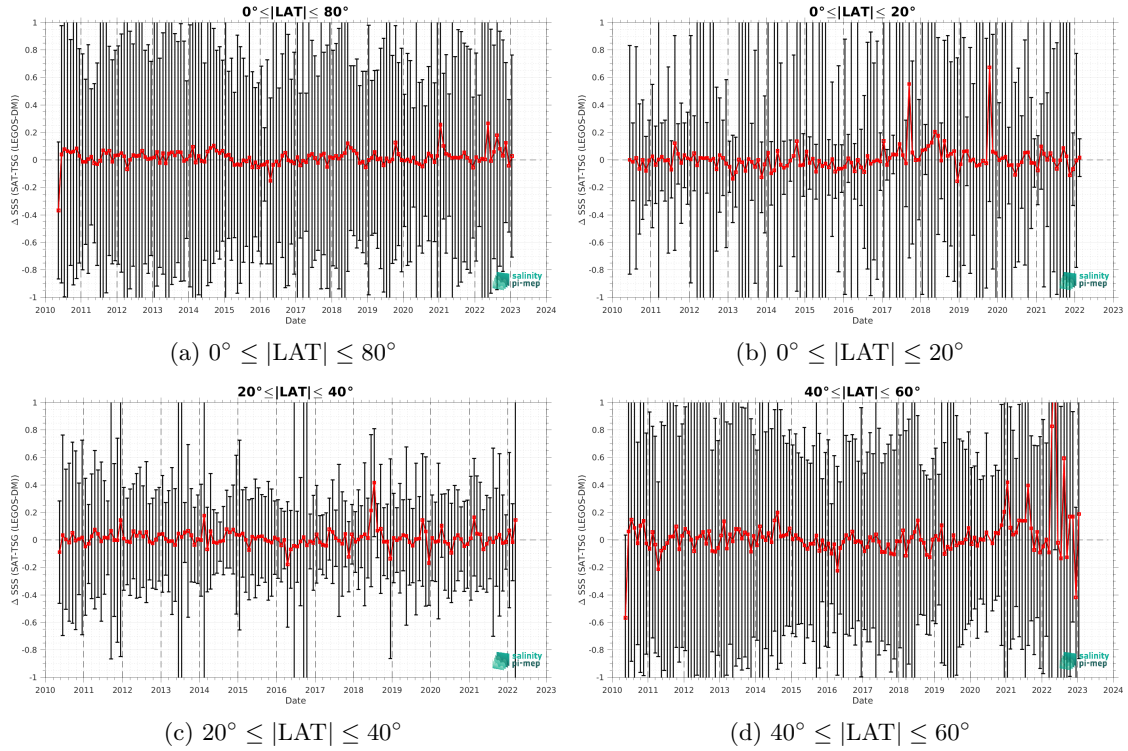 0°≤|LAT|≤ 80°
1
0.8
0.6
0.4
0.2
0
-0.2
-0.4
-0.6
-0.8
-1
Δ SSS (SAT-TSG (LEGOS-DM))
2010 2011 2012 2013 2014 2015 2016 2017 2018 2019 2020 2021 2022 2023 2024
Date
salinity
pi-mep
(a) 0° ≤ |LAT| ≤ 80°
0°≤|LAT|≤ 20°
1
0.8
0.6
0.4
0.2
0
-0.2
-0.4
-0.6
-0.8
-1
Δ SSS (SAT-TSG (LEGOS-DM))
2010 2011 2012 2013 2014 2015 2016 2017 2018 2019 2020 2021 2022 2023
Date
salinity
pi-mep
(b) 0° ≤ |LAT| ≤ 20°
20°≤|LAT|≤ 40°
1
0.8
0.6
0.4
0.2
0
-0.2
-0.4
-0.6
-0.8
-1
Δ SSS (SAT-TSG (LEGOS-DM))
2010 2011 2012 2013 2014 2015 2016 2017 2018 2019 2020 2021 2022 2023
Date
salinity
pi-mep
(c) 20° ≤ |LAT| ≤ 40°
40°≤|LAT|≤ 60°
1
0.8
0.6
0.4
0.2
0
-0.2
-0.4
-0.6
-0.8
-1
Δ SSS (SAT-TSG (LEGOS-DM))
2010 2011 2012 2013 2014 2015 2016 2017 2018 2019 2020 2021 2022 2023 2024
Date
salinity
pi-mep
(d) 40° ≤ |LAT| ≤ 60°